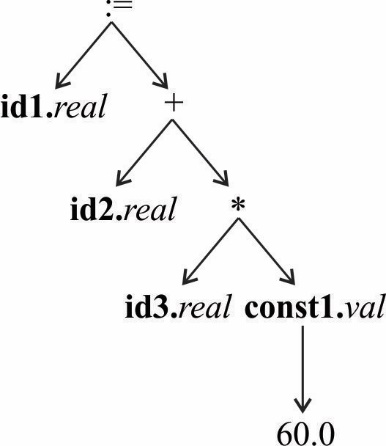 :=
id1.real +
id2.real *
id3.real const1.val
60.0